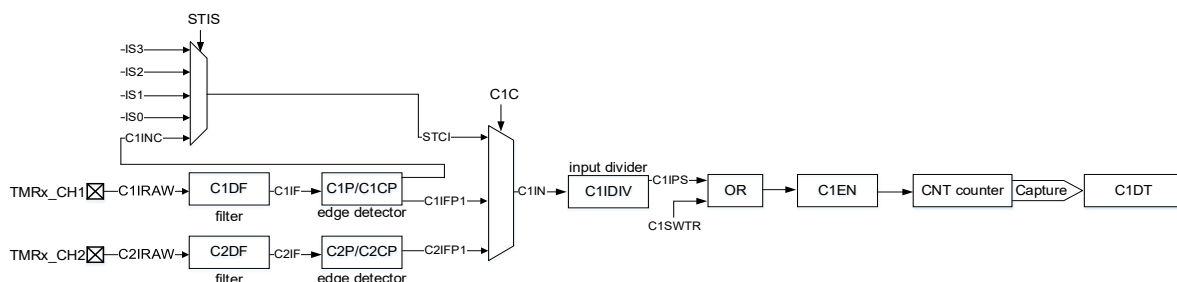 STIS
IS3
IS2
IS1
IS0
C1INC
C1C
STCI
TMRx_CH1 C1IRAW C1DF C1IF C1P/C1CP C1IFP1
filter edge detector
C1IN
input divider
C1IDIV C1IPS OR C1EN CNT counter Capture C1DT
C1SWTR
TMRx_CH2 C2IRAW C2DF C2IF C2P/C2CP C2IFP1
filter edge detector